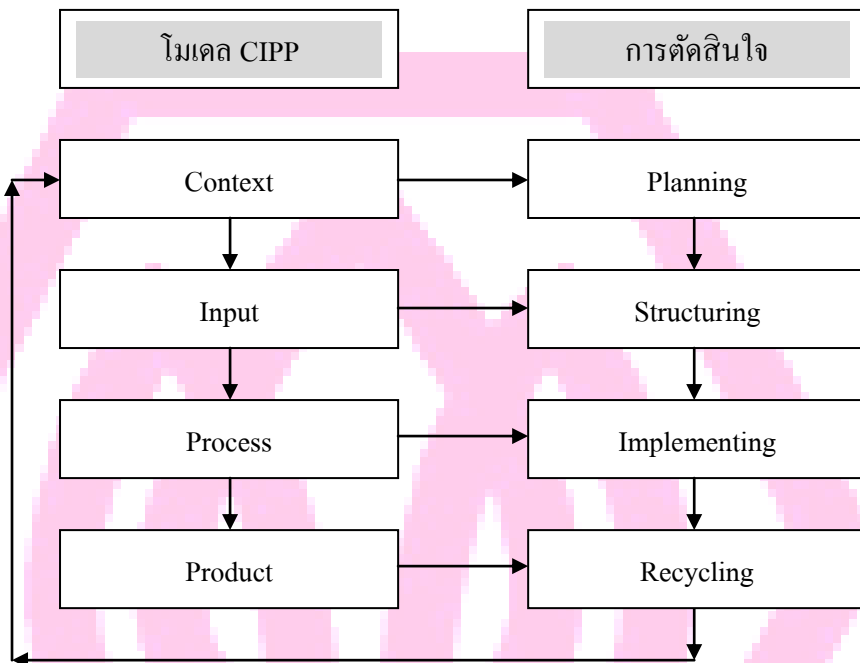 โมเดล CIPP
การตัดสินใจ
Context
Planning
Input
Structuring
Process
Implementing
Product
Recycling